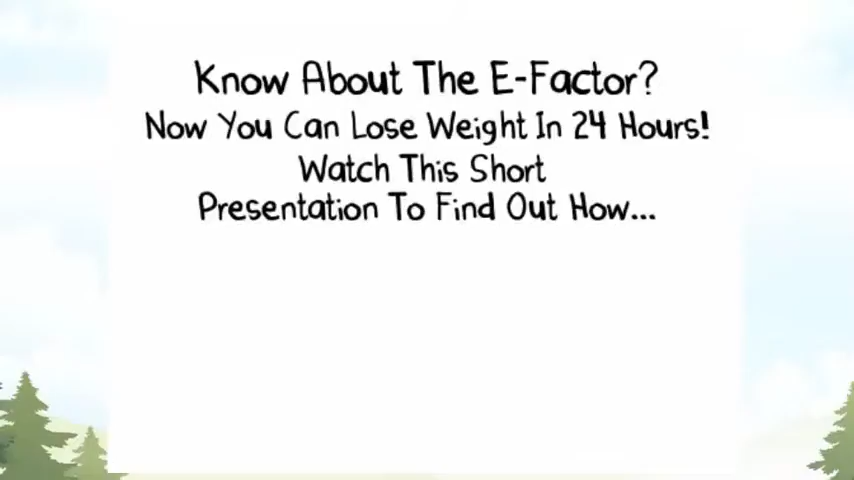 Know About The E-Factor?
Now You Can Lose Weight In 24 Hours!
Watch This Short
Presentation To Find Out How...